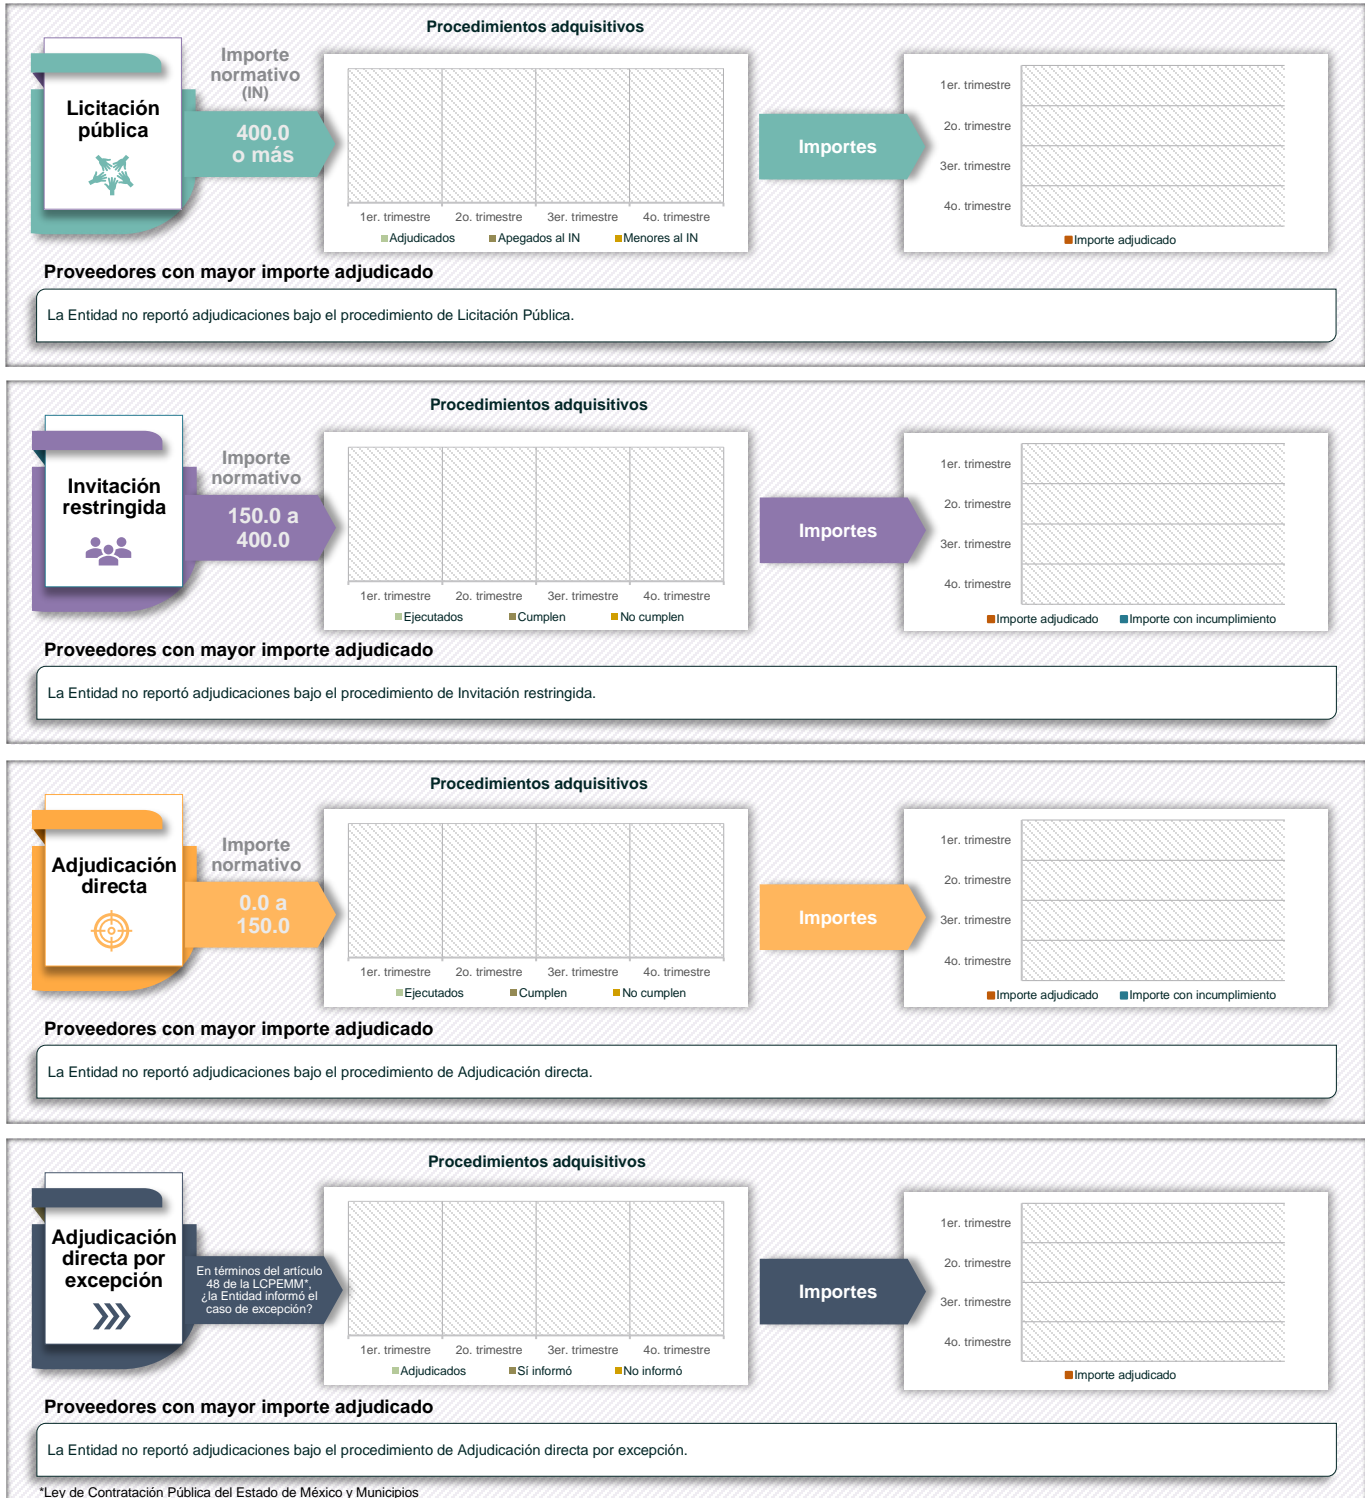 Procedimientos adquisitivos
Licitación
pública
Importe
normativo
(IN)
400.0
o más
1er. trimestre 2o. trimestre 3er. trimestre 4o. trimestre
Adjudicados Apegados al IN Menores al IN
Importes
1er. trimestre
2o. trimestre
3er. trimestre
4o. trimestre
Importe adjudicado
Proveedores con mayor importe adjudicado
La Entidad no reportó adjudicaciones bajo el procedimiento de Licitación Pública.
Procedimientos adquisitivos
Invitación
restringida
Importe
normativo
150.0 a
400.0
1er. trimestre 2o. trimestre 3er. trimestre 4o. trimestre
Ejecutados Cumplen No cumplen
Importes
1er. trimestre
2o. trimestre
3er. trimestre
4o. trimestre
Importe adjudicado Importe con incumplimiento
Proveedores con mayor importe adjudicado
La Entidad no reportó adjudicaciones bajo el procedimiento de Invitación restringida.
Procedimientos adquisitivos
Adjudicación
directa
Importe
normativo
0.0 a
150.0
1er. trimestre 2o. trimestre 3er. trimestre 4o. trimestre
Ejecutados Cumplen No cumplen
Importes
1er. trimestre
2o. trimestre
3er. trimestre
4o. trimestre
Importe adjudicado Importe con incumplimiento
Proveedores con mayor importe adjudicado
La Entidad no reportó adjudicaciones bajo el procedimiento de Adjudicación directa.
Procedimientos adquisitivos
Adjudicación
directa por
excepción
En términos del artículo
48 de la LCPEMM*,
¿la Entidad informó el
caso de excepción?
1er. trimestre 2o. trimestre 3er. trimestre 4o. trimestre
Adjudicados Sí informó No informó
Importes
1er. trimestre
2o. trimestre
3er. trimestre
4o. trimestre
Importe adjudicado
Proveedores con mayor importe adjudicado
La Entidad no reportó adjudicaciones bajo el procedimiento de Adjudicación directa por excepción.
*Ley de Contratación Pública del Estado de México y Municipios